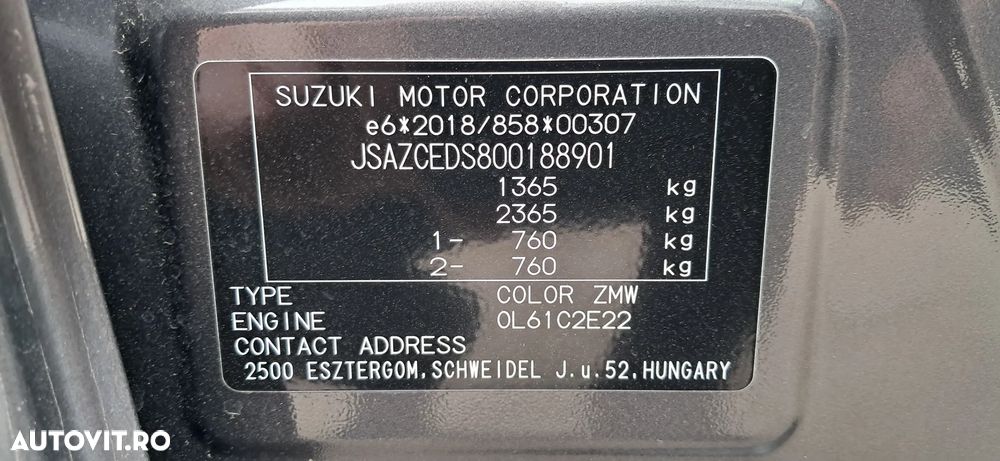 SUZUKI MOTOR CORPORATION
e6*2018/858*00307
JSAZCEDS800188901
1365 kg
2365 kg
1- 760 kg
2- 760 kg
TYPE COLOR ZMW
ENGINE 0L61C2E22
CONTACT ADDRESS
2500 ESZTERGOM, SCHWEIDEL J.u.52, HUNGARY
AUTOVIT.RO